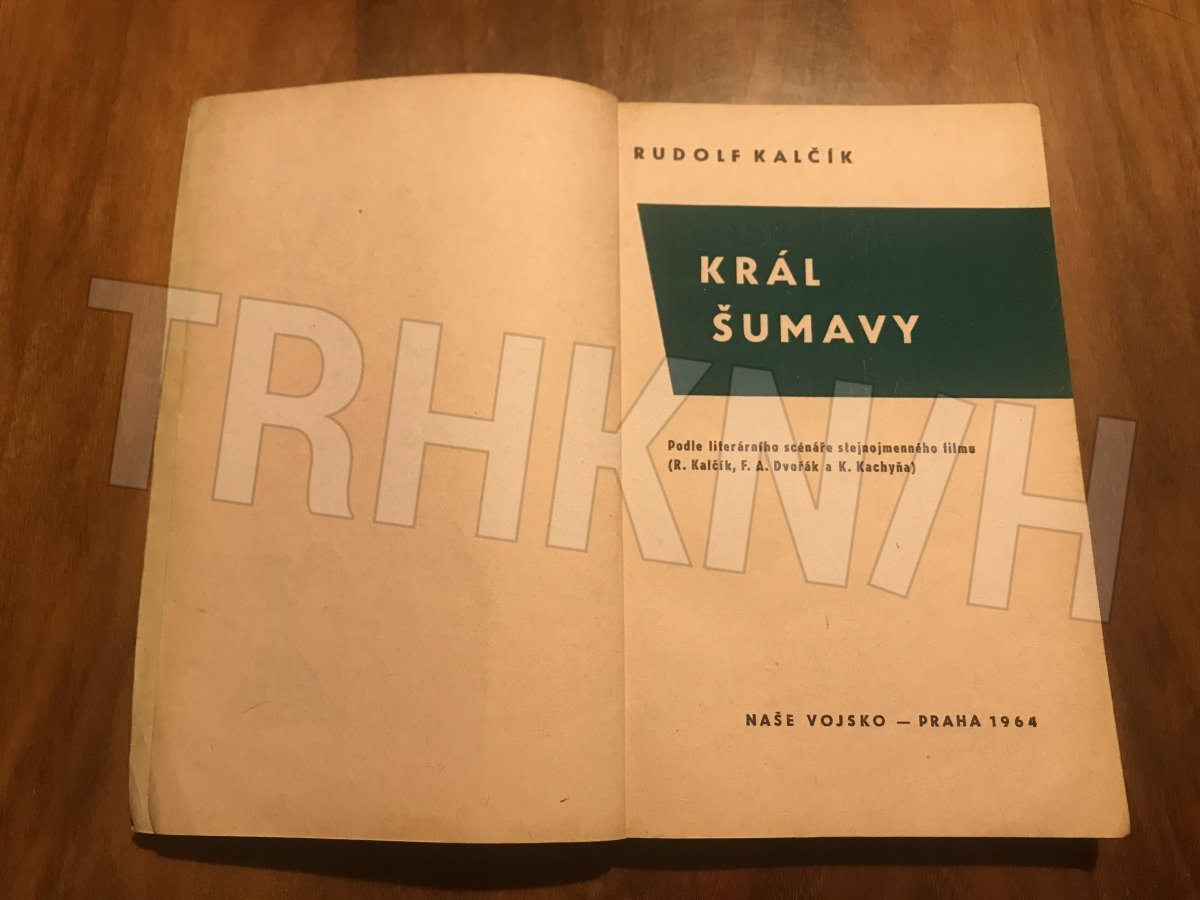 RUDOLF KALČÍK
KRÁL
ŠUMAVY
Podle literárního scénáře stejnojmenného filmu
(R. Kalčík, F. A. Dvořák a K. Kachyňa)
NAŠE VOJSKO — PRAHA 1964
TRHKNIH